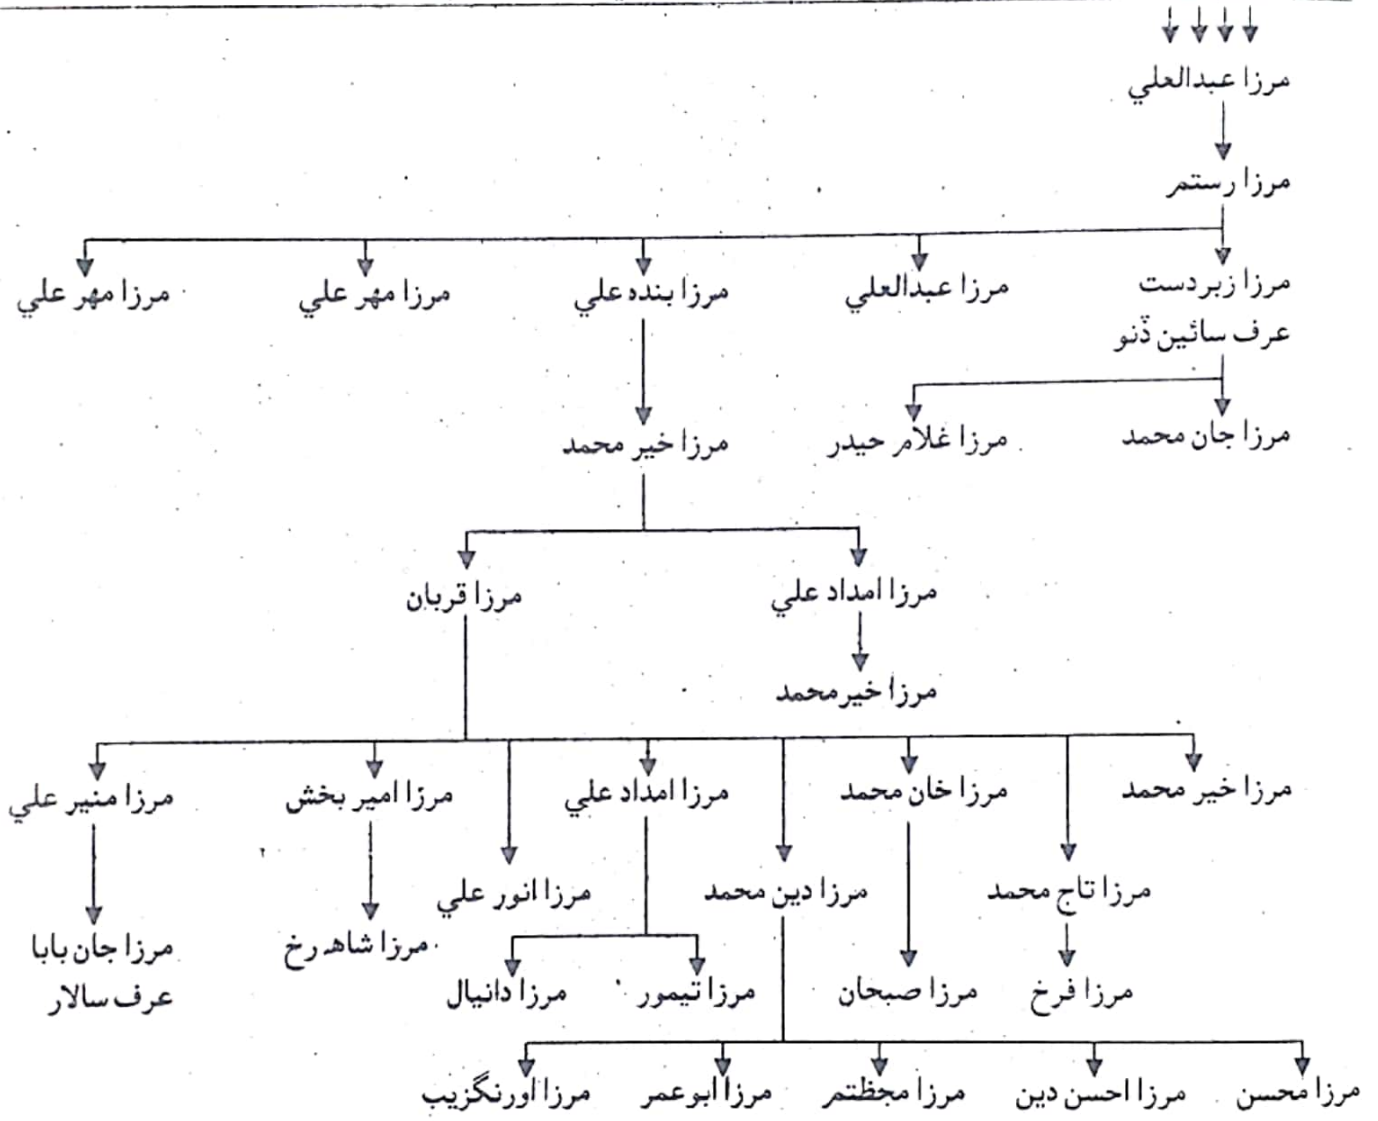 مرزا عبدالعلي
مرزا رستم
مرزا زبردست
عرف سائين ڏنو
مرزا عبدالعلي
مرزا بنده علي
مرزا مهر علي
مرزا مهر علي
مرزا جان محمد
مرزا غلام حيدر
مرزا خير محمد
مرزا امداد علي
مرزا قربان
مرزا خير محمد
مرزا خير محمد
مرزا خان محمد
مرزا امداد علي
مرزا امير بخش
مرزا منير علي
مرزا تاج محمد
مرزا دين محمد
مرزا انور علي
مرزا شاهه رخ
مرزا جان بابا
عرف سالار
مرزا فرخ
مرزا صبحان
مرزا تيمور
مرزا دانيال
مرزا محسن
مرزا احسن دين
مرزا
مرزا ابوعمر
مرزا اورنگزيب